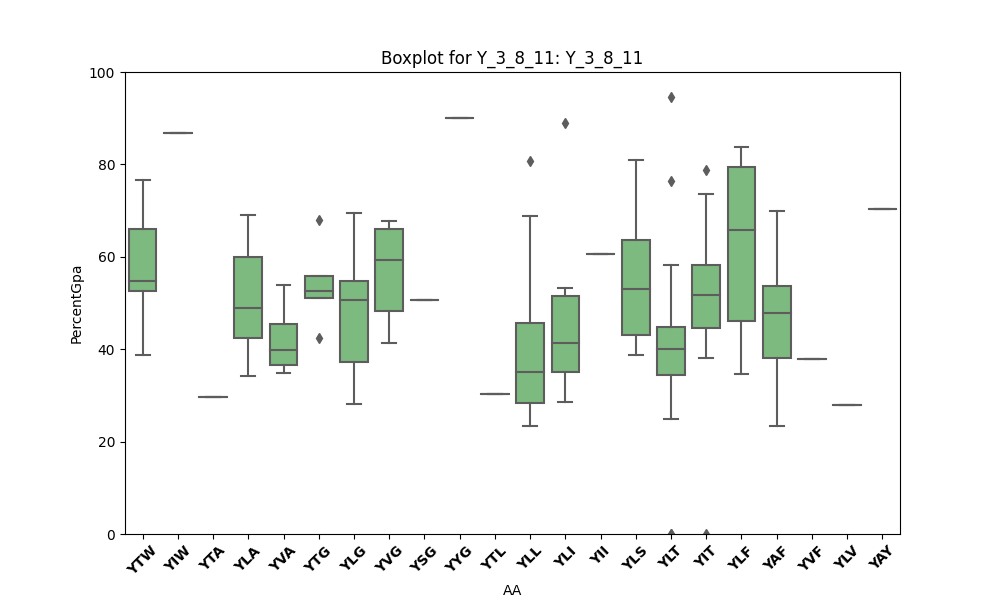 Boxplot for Y_3_8_11: Y_3_8_11
PercentGpa
100
80
60
40
20
0
YTW YIW YTA YLA YVA YTG YLG YVG YSG YYG YTL YLL YLI YII YLS YLT YIT YLF YAF YVF YLV YAY
AA